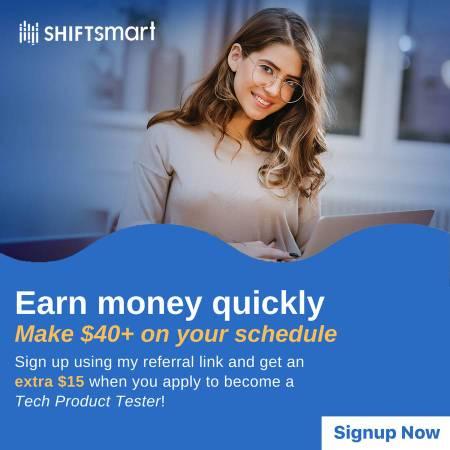 SHIFTSmart
Earn money quickly
Make $40+ on your schedule
Sign up using my referral link and get an
extra $15 when you apply to become a
Tech Product Tester!
Signup Now